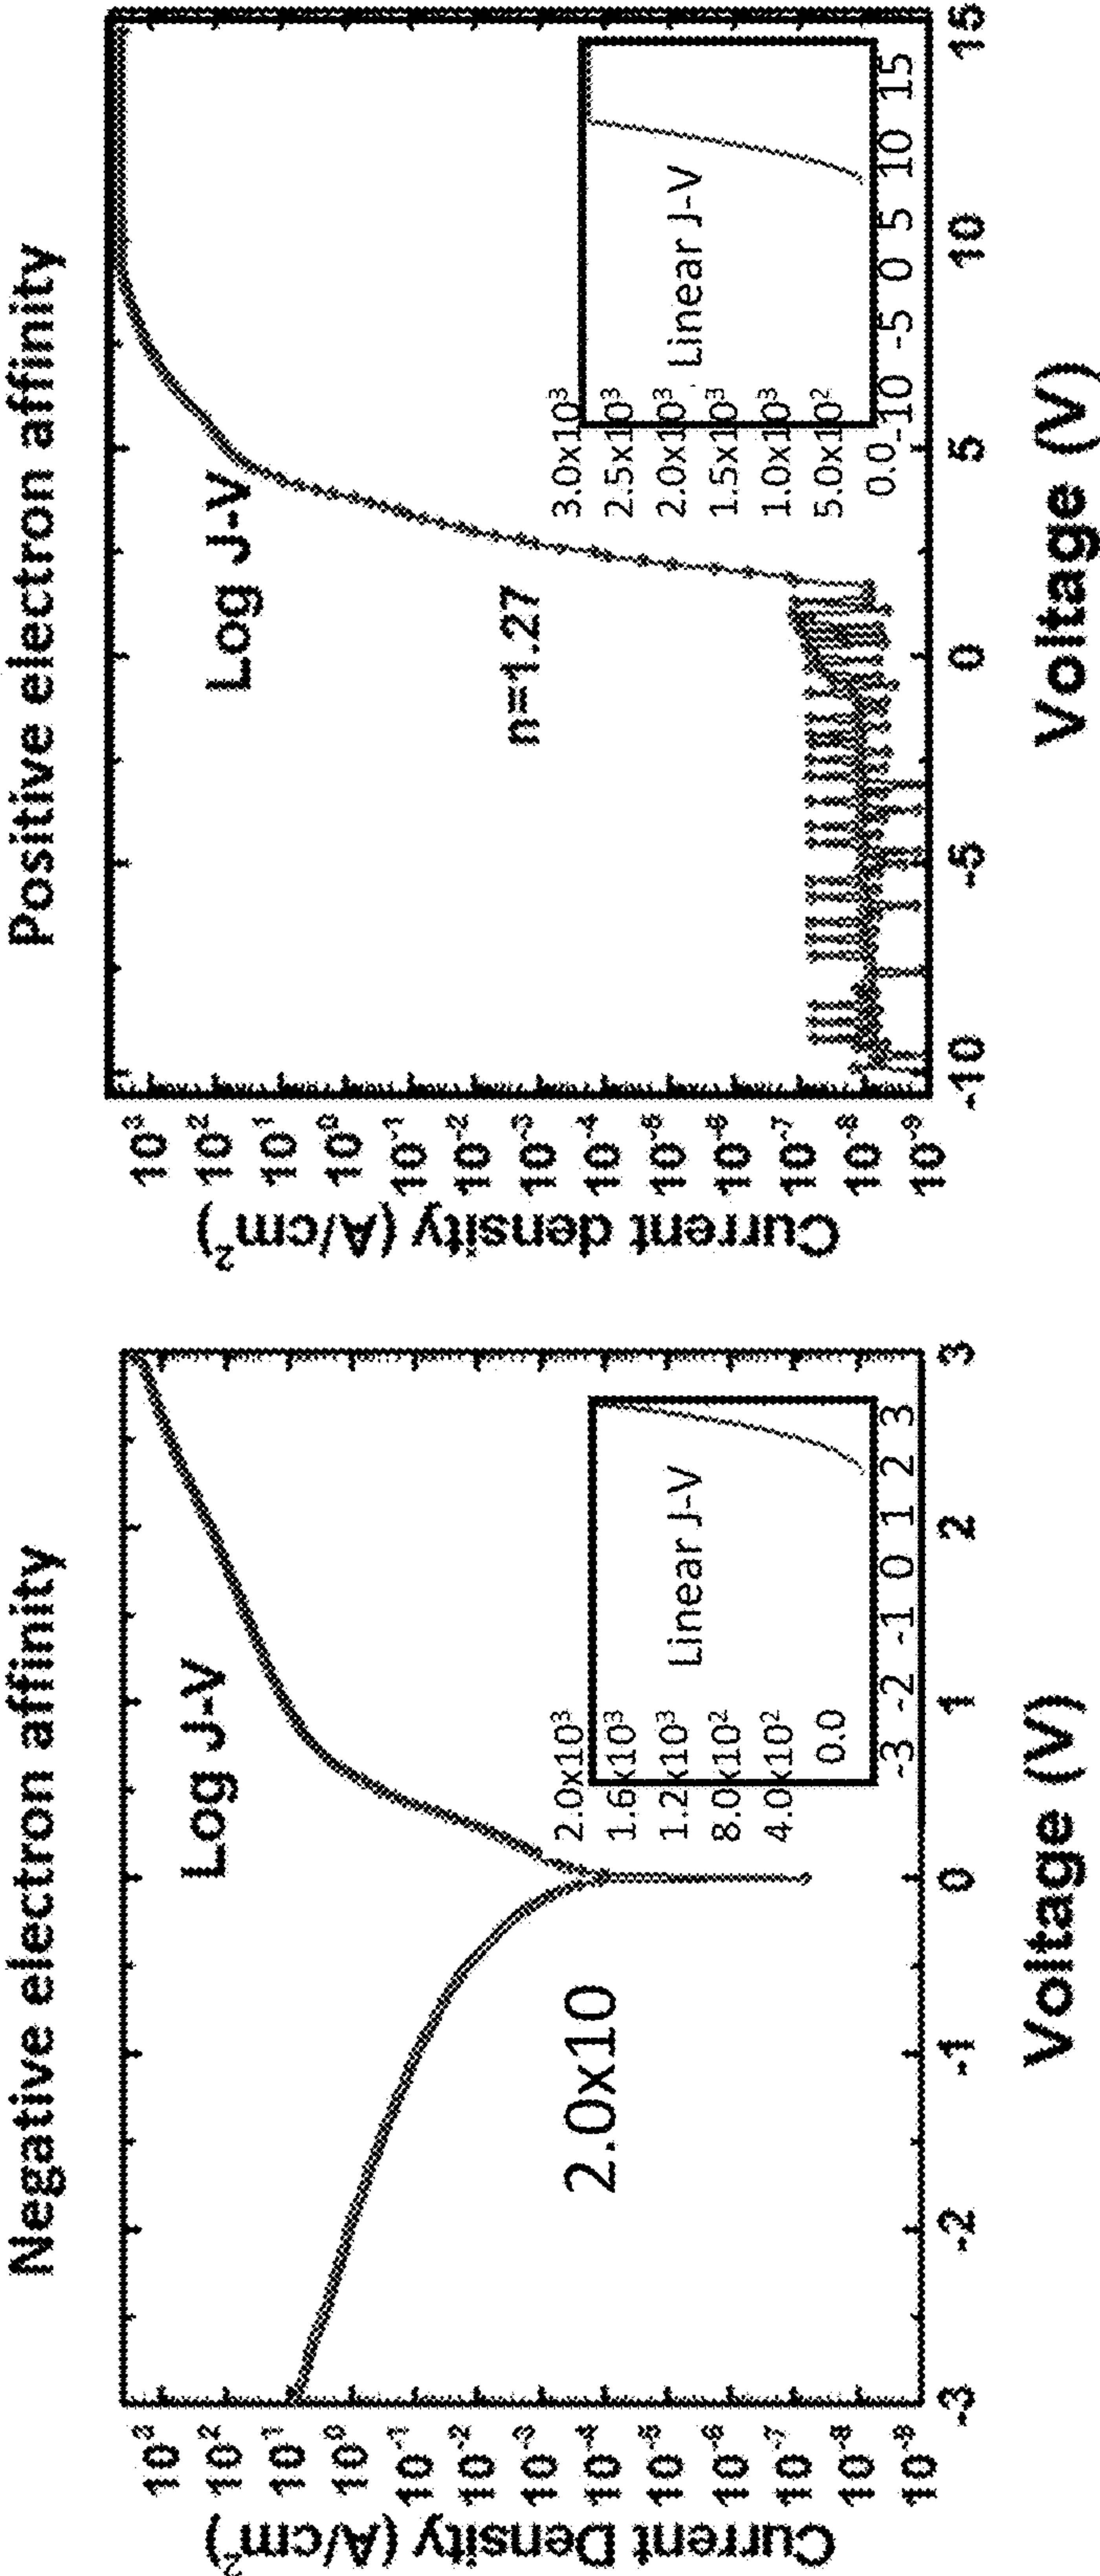 Negative electron affinity
Current Density (A/cm²)
10³
10²
10¹
10⁰
10⁻¹
10⁻²
10⁻³
10⁻⁴
10⁻⁵
10⁻⁶
10⁻⁷
10⁻⁸
10⁻⁹
Log J-V
2.0x10
2.0x10³
1.6x10³
1.2x10³
8.0x10²
4.0x10²
0.0
Linear J-V
-3 -2 -1 0 1 2 3
-3 -2 -1 0 1 2 3
Voltage (V)
Positive electron affinity
Current density (A/cm²)
10³
10²
10¹
10⁰
10⁻¹
10⁻²
10⁻³
10⁻⁴
10⁻⁵
10⁻⁶
10⁻⁷
10⁻⁸
10⁻⁹
Log J-V
n=1.27
3.0x10³
2.5x10³
2.0x10³
1.5x10³
1.0x10³
5.0x10²
0.0
Linear J-V
-10 -5 0 5 10 15
-10 -5 0 5 10 15
Voltage (V)